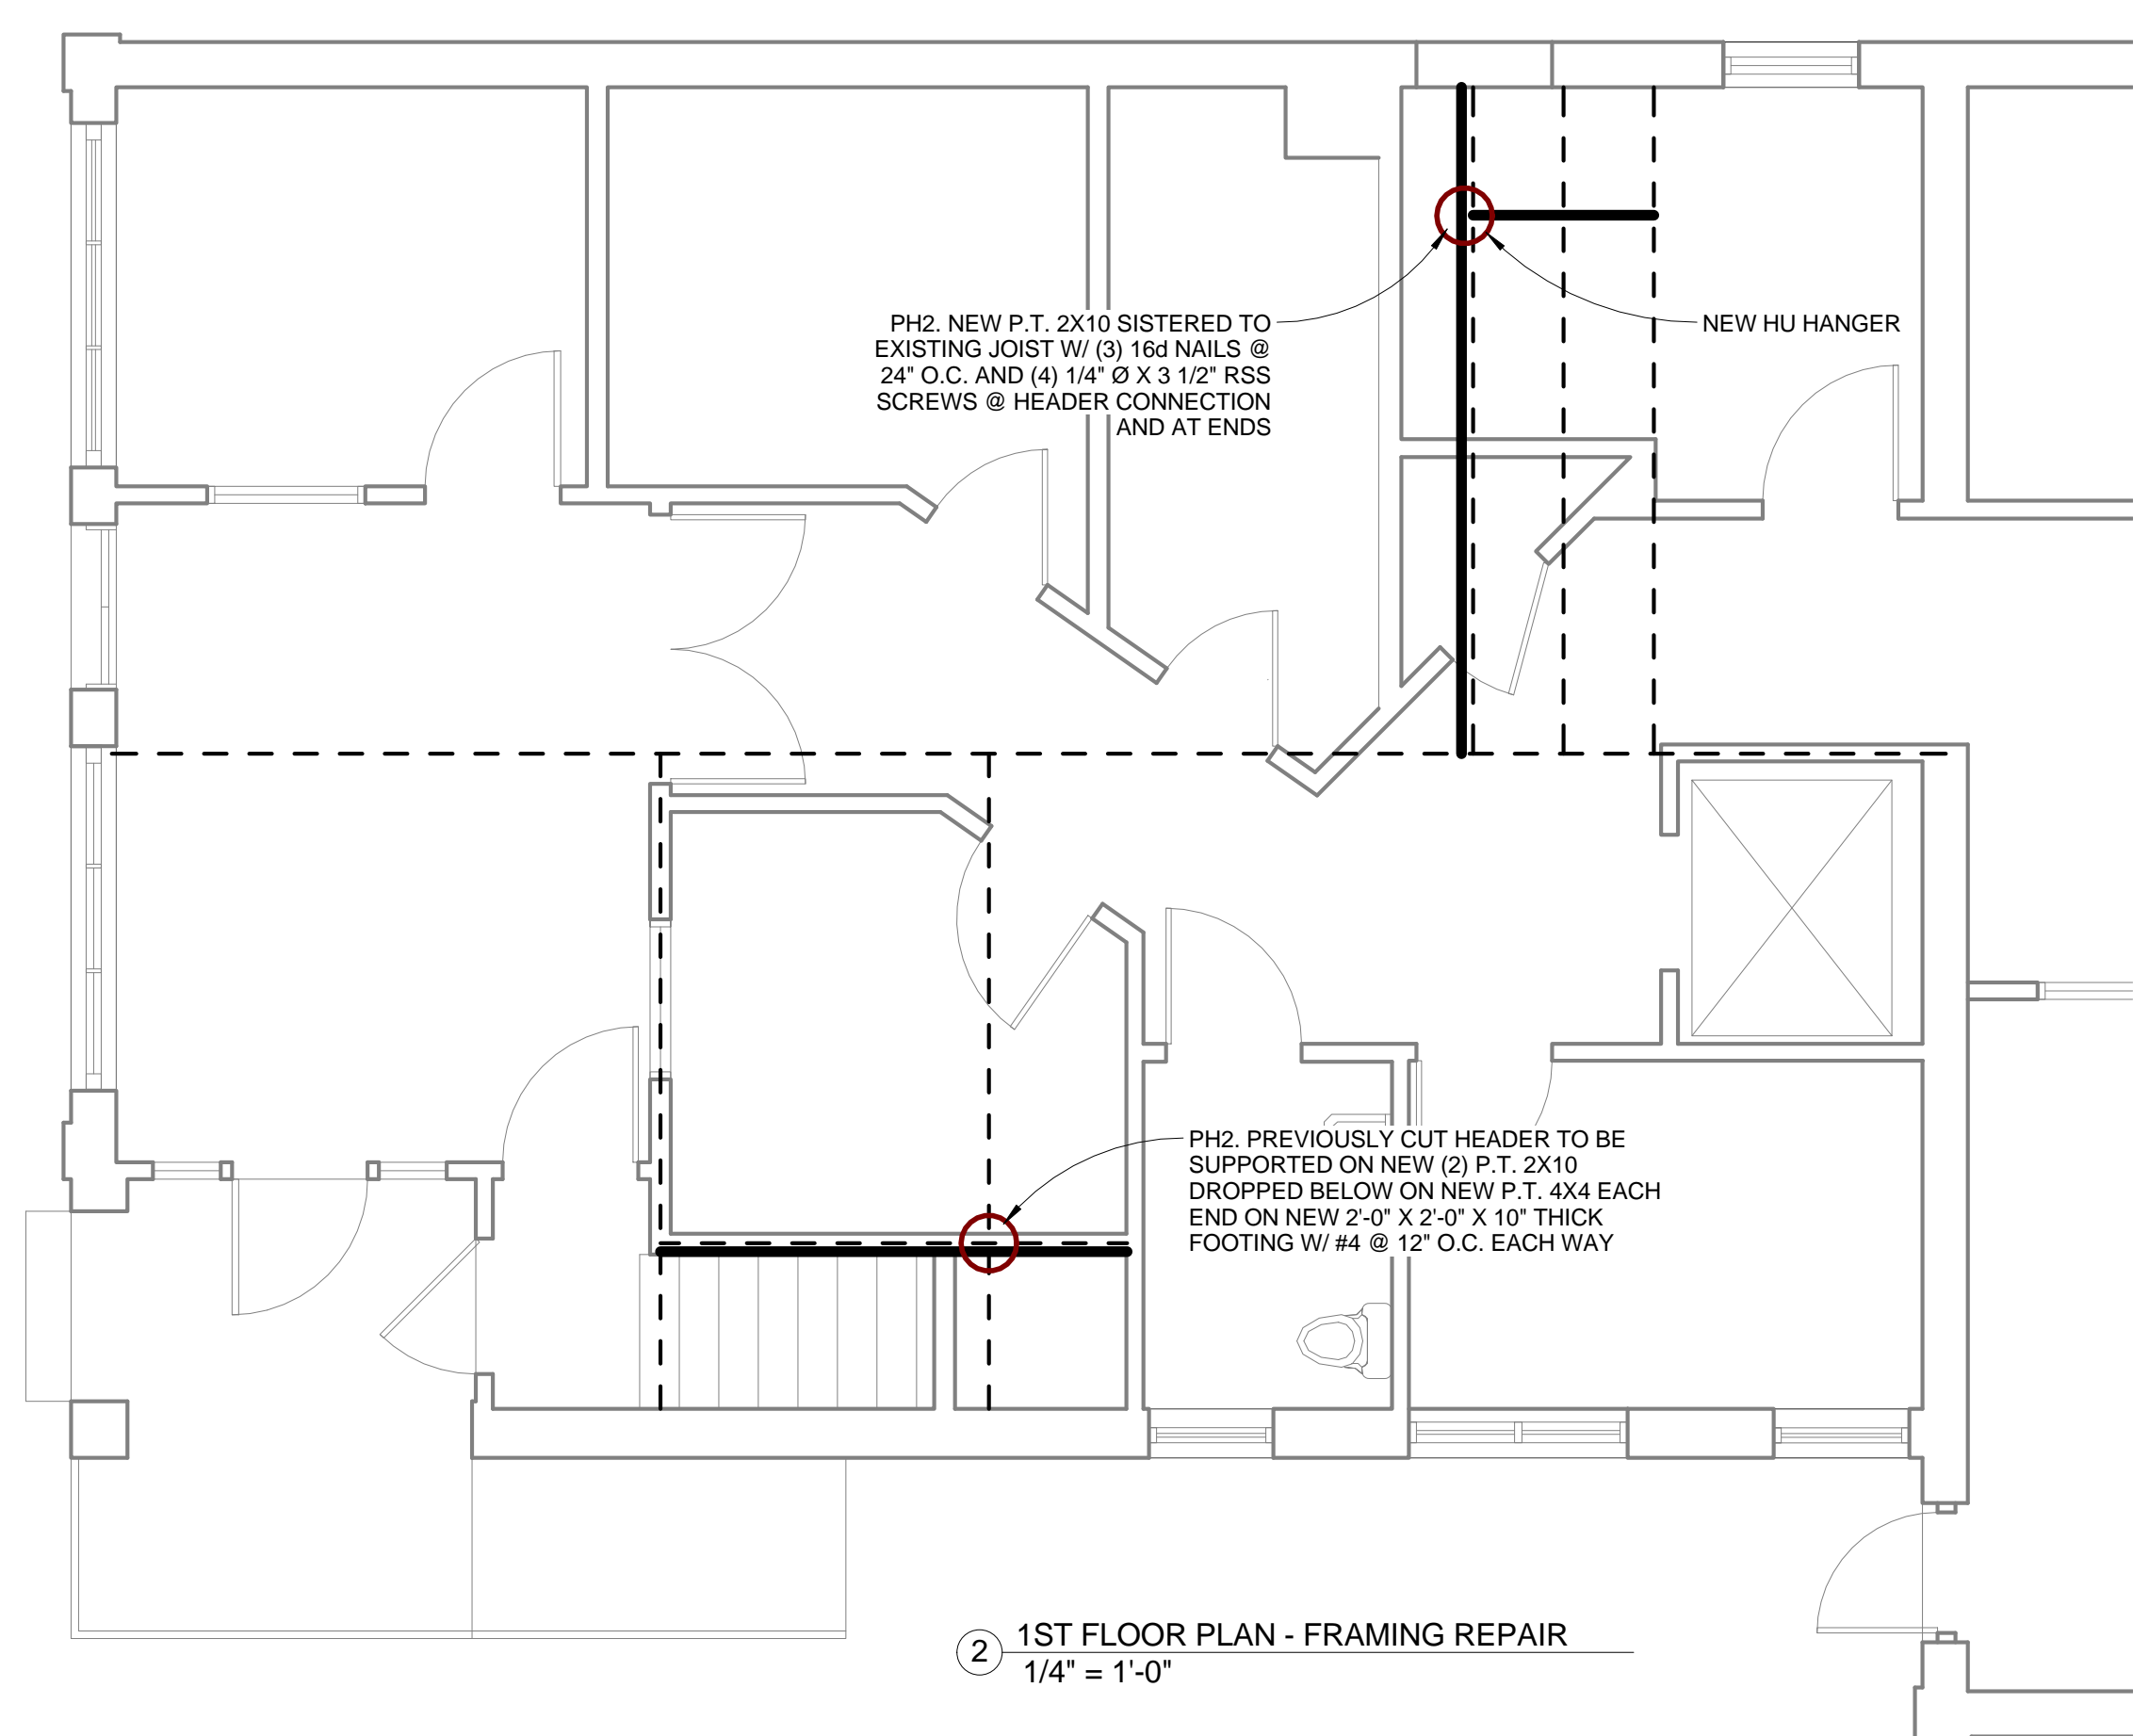 PH2. NEW P.T. 2X10 SISTERED TO
EXISTING JOIST W/ (3) 16d NAILS @
24" O.C. AND (4) 1/4" Ø X 3 1/2" RSS
SCREWS @ HEADER CONNECTION
AND AT ENDS
NEW HU HANGER
PH2. PREVIOUSLY CUT HEADER TO BE
SUPPORTED ON NEW (2) P.T. 2X10
DROPPED BELOW ON NEW P.T. 4X4 EACH
END ON NEW 2'-0" X 2'-0" X 10" THICK
FOOTING W/ #4 @ 12" O.C. EACH WAY
2
1ST FLOOR PLAN - FRAMING REPAIR
1/4" = 1'-0"